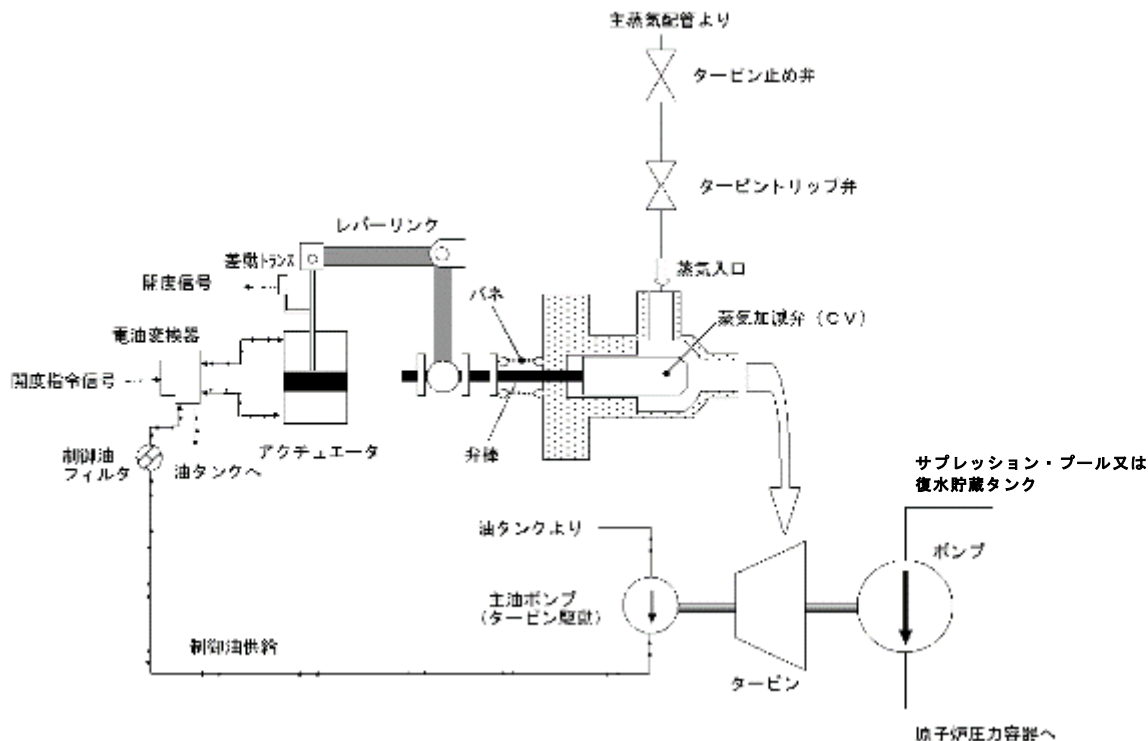 主蒸気配管より
タービン止め弁
タービントリップ弁
レバーリンク
差動トランス
蒸気入口
開度信号
バネ
蒸気加減弁（ＣＶ）
電油変換器
開度指令信号
アクチュエータ
弁棒
制御油
フィルタ
油タンクへ
サプレッション・プール又は
復水貯蔵タンク
油タンクより
ポンプ
主油ポンプ
（タービン駆動）
制御油供給
タービン
原子炉圧力容器へ